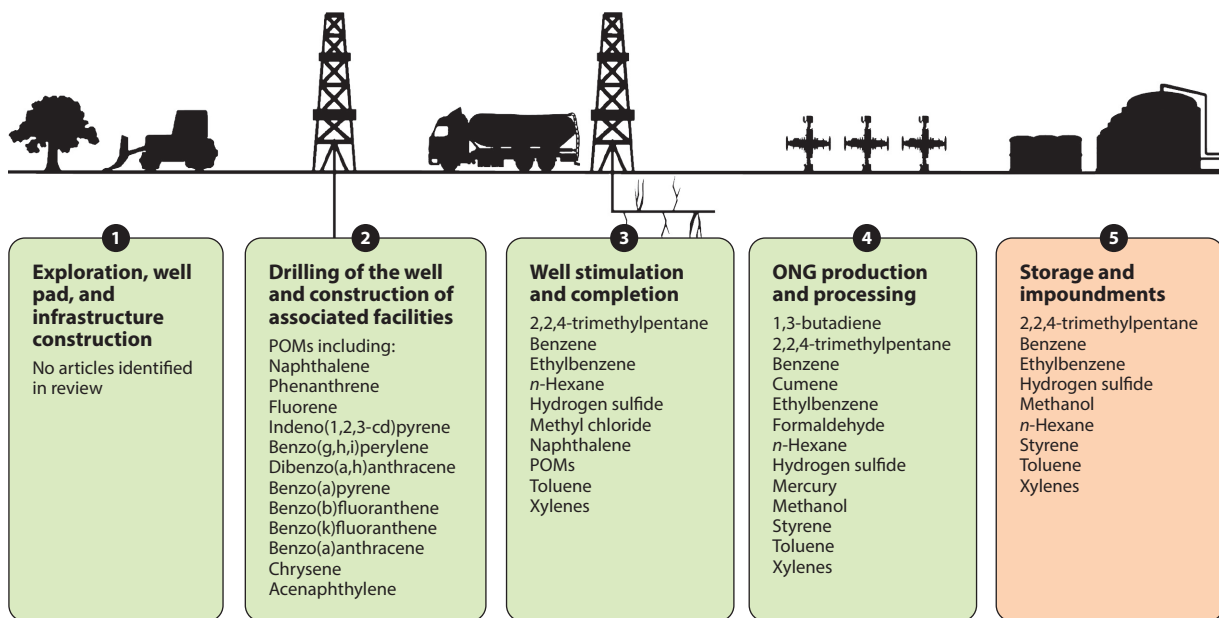 1
Exploration, well
pad, and
infrastructure
construction
No articles identified
in review
2
Drilling of the well
and construction of
associated facilities
POMs including:
Naphthalene
Phenanthrene
Fluorene
Indeno(1,2,3-cd)pyrene
Benzo(g,h,i)perylene
Dibenzo(a,h)anthracene
Benzo(a)pyrene
Benzo(b)fluoranthene
Benzo(k)fluoranthene
Benzo(a)anthracene
Chrysene
Acenaphthylene
3
Well stimulation
and completion
2,2,4-trimethylpentane
Benzene
Ethylbenzene
n-Hexane
Hydrogen sulfide
Methyl chloride
Naphthalene
POMs
Toluene
Xylenes
4
ONG production
and processing
1,3-butadiene
2,2,4-trimethylpentane
Benzene
Cumene
Ethylbenzene
Formaldehyde
n-Hexane
Hydrogen sulfide
Mercury
Methanol
Styrene
Toluene
Xylenes
5
Storage and
impoundments
2,2,4-trimethylpentane
Benzene
Ethylbenzene
Hydrogen sulfide
Methanol
n-Hexane
Styrene
Toluene
Xylenes